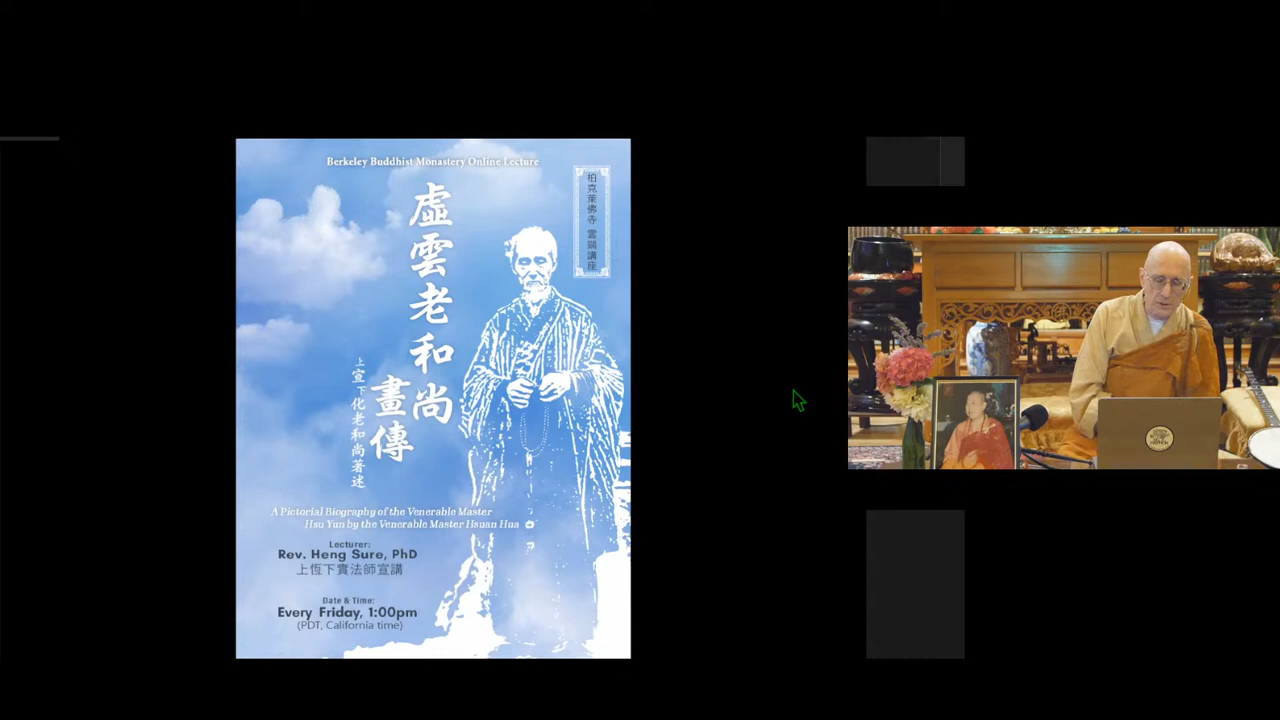 Berkeley Buddhist Monastery Online Lecture
柏克萊佛寺 雲端講座
虛雲老和尚
畫傳
上宣下化老和尚著述
A Pictorial Biography of the Venerable Master
Hsu Yun by the Venerable Master Hsuan Hua
Lecturer:
Rev. Heng Sure, PhD
上恆下實法師宣講
Date & Time:
Every Friday, 1:00pm
(PDT, California time)